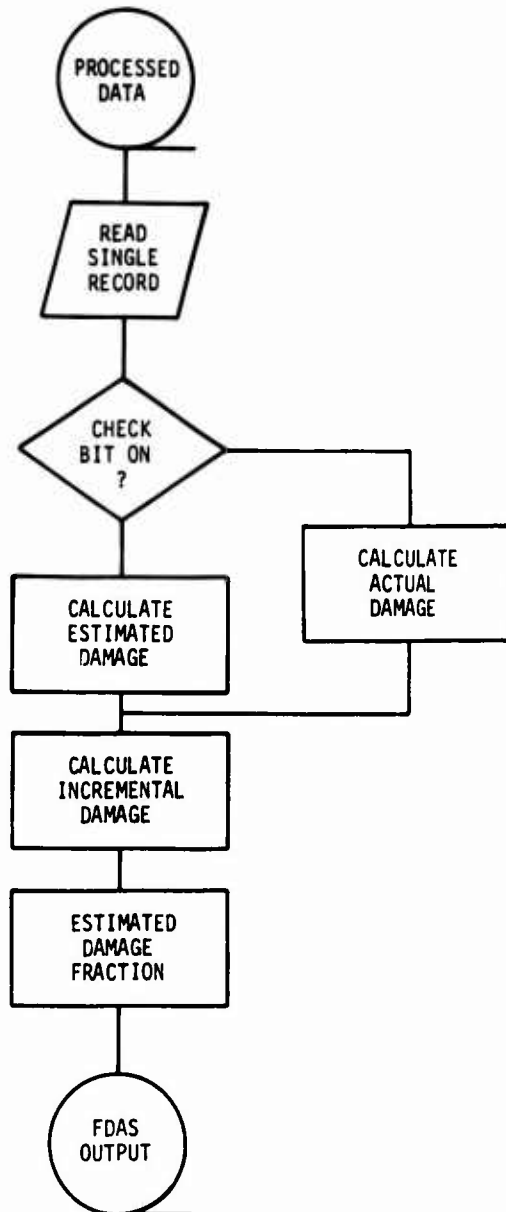 PROCESSED
DATA
READ
SINGLE
RECORD
CHECK
BIT ON
?
CALCULATE
ACTUAL
DAMAGE
CALCULATE
ESTIMATED
DAMAGE
CALCULATE
INCREMENTAL
DAMAGE
ESTIMATED
DAMAGE
FRACTION
FDAS
OUTPUT